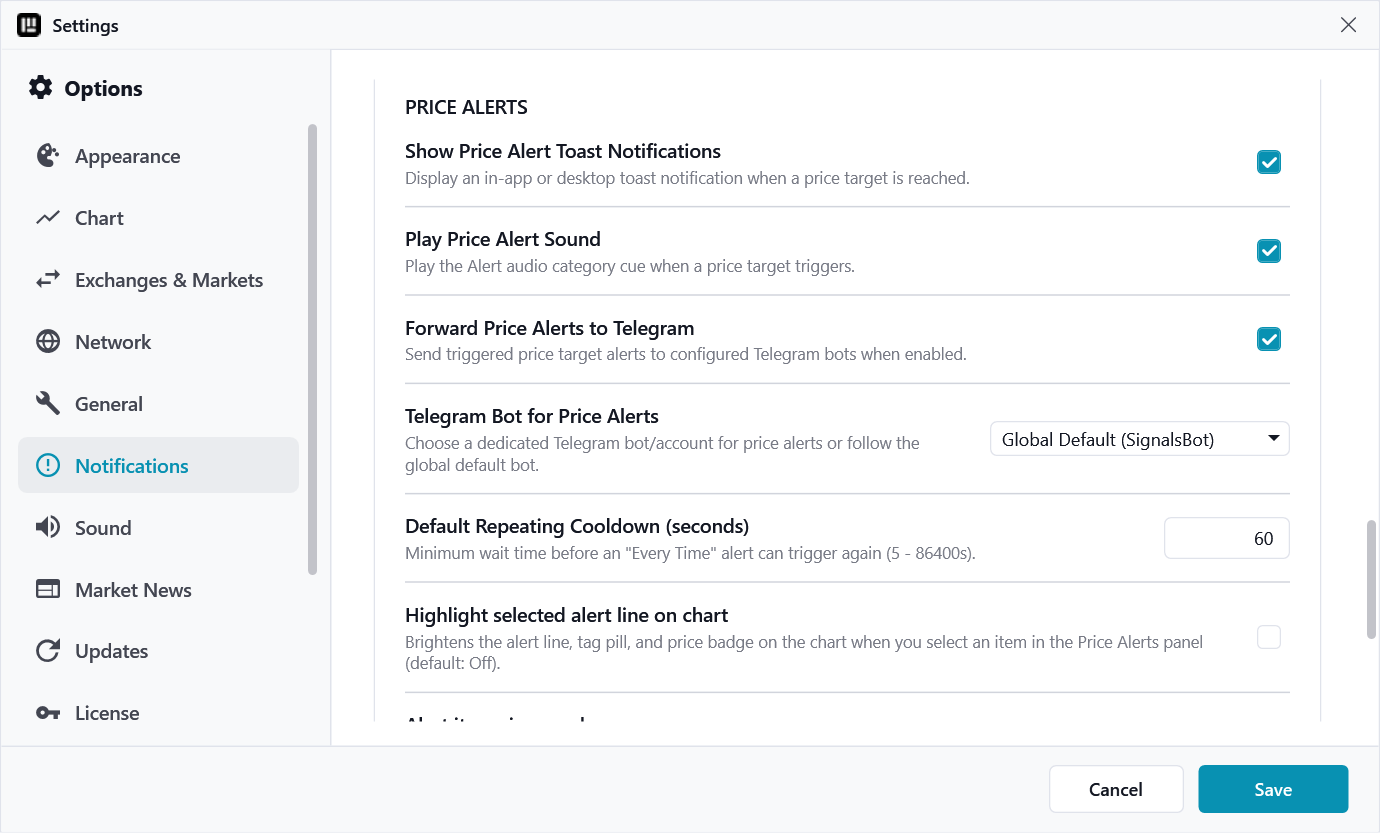 Settings
Options
Appearance
Chart
Exchanges & Markets
Network
General
Notifications
Sound
Market News
Updates
License
PRICE ALERTS
Show Price Alert Toast Notifications
Display an in-app or desktop toast notification when a price target is reached.
Play Price Alert Sound
Play the Alert audio category cue when a price target triggers.
Forward Price Alerts to Telegram
Send triggered price target alerts to configured Telegram bots when enabled.
Telegram Bot for Price Alerts
Choose a dedicated Telegram bot/account for price alerts or follow the
global default bot.
Global Default (SignalsBot)
Default Repeating Cooldown (seconds)
Minimum wait time before an "Every Time" alert can trigger again (5 - 86400s).
60
Highlight selected alert line on chart
Brightens the alert line, tag pill, and price badge on the chart when you select an item in the Price Alerts panel
(default: Off).
Cancel
Save